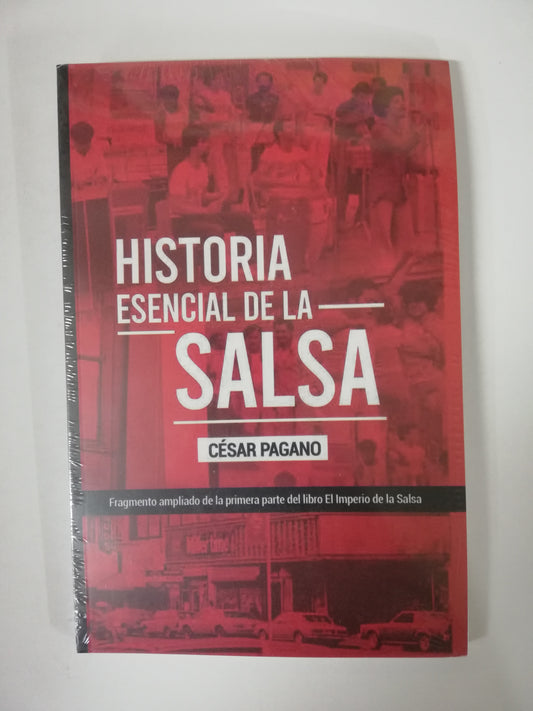 HISTORIA
ESENCIAL DE LA
SALSA
CÉSAR PAGANO
Fragmento ampliado de la primera parte del libro El Imperio de la Salsa